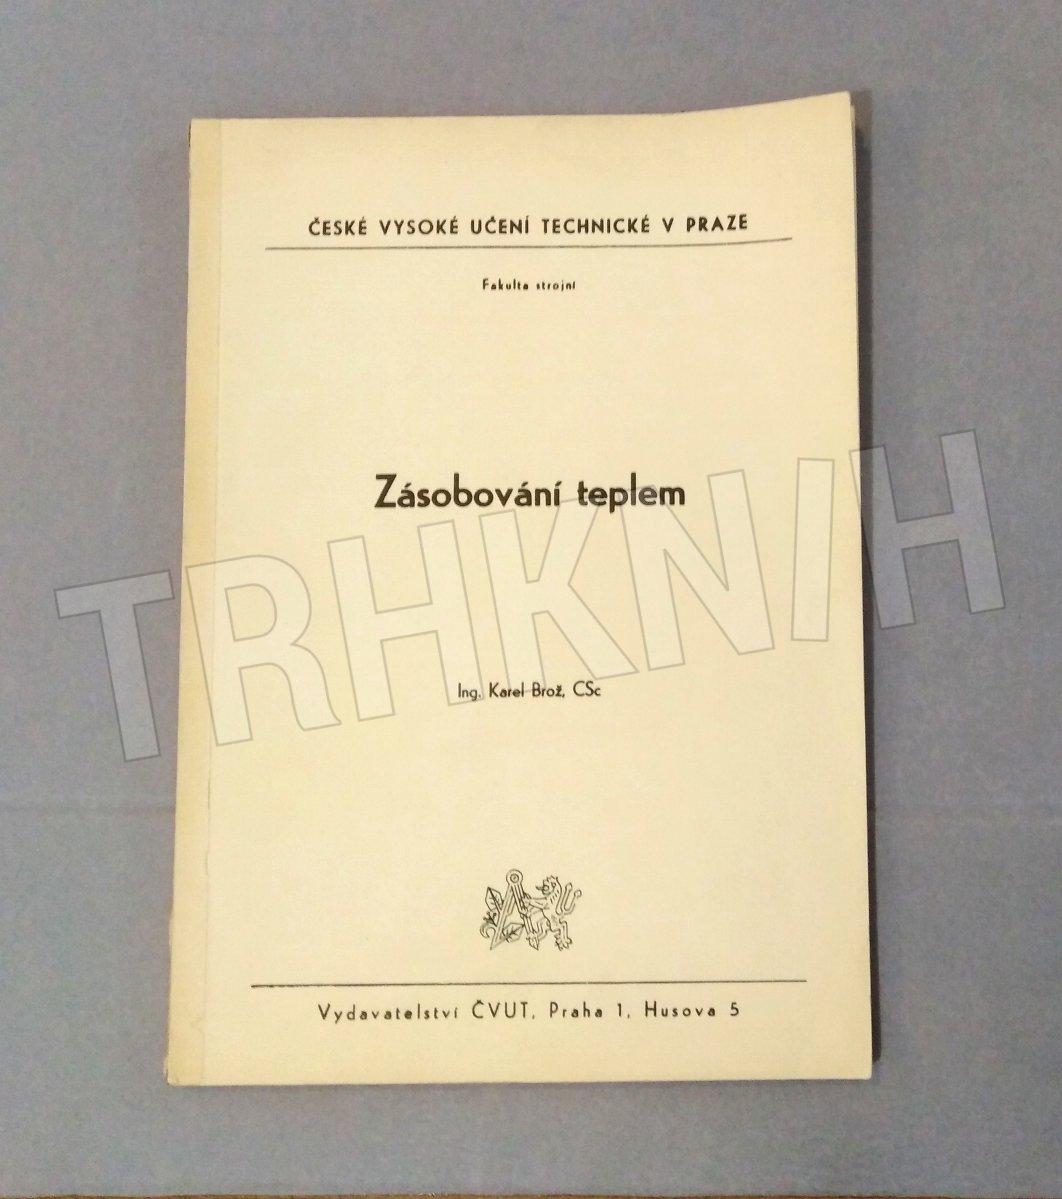 ČESKÉ VYSOKÉ UČENÍ TECHNICKÉ V PRAZE
Fakulta strojní
Zásobování teplem
TRHKNIH
Ing. Karel Brož, CSc
Vydavatelství ČVUT, Praha 1, Husova 5